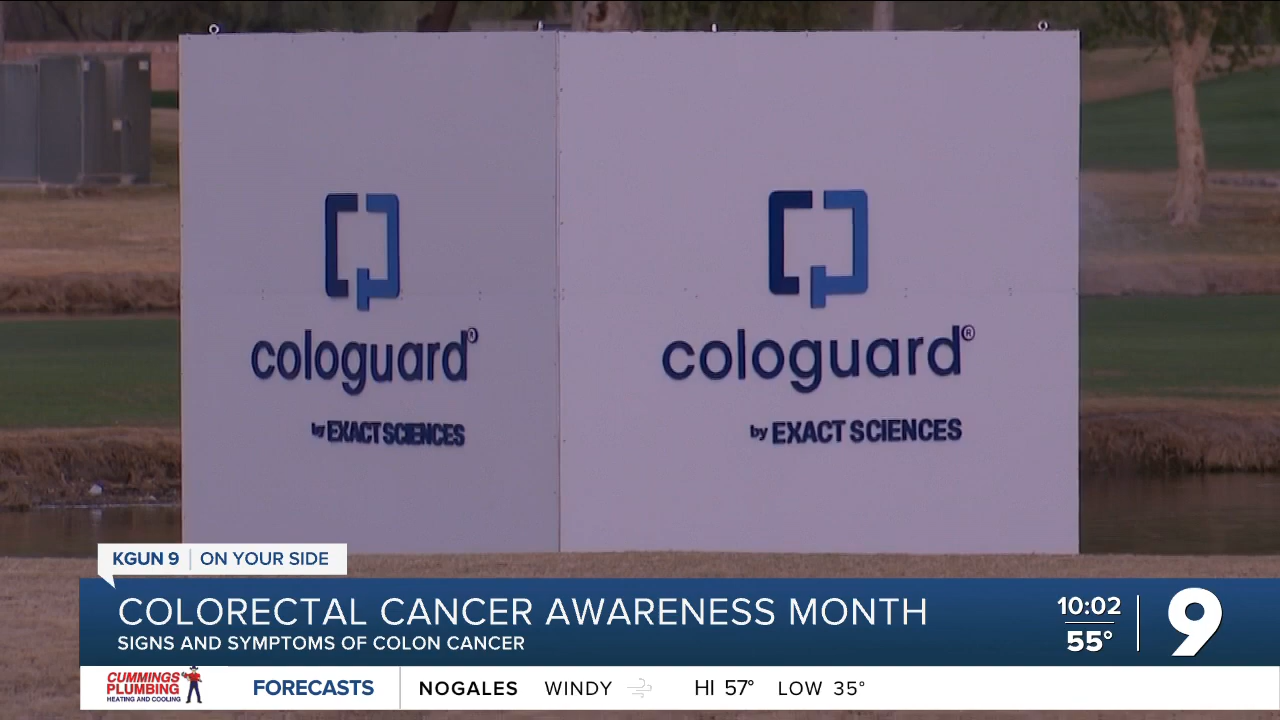 cologuard®
by EXACT SCIENCES
cologuard®
by EXACT SCIENCES
KGUN 9 | ON YOUR SIDE
COLORECTAL CANCER AWARENESS MONTH
SIGNS AND SYMPTOMS OF COLON CANCER
10:02
55°
9
CUMMINGS
PLUMBING
HEATING AND COOLING
FORECASTS
NOGALES WINDY HI 57° LOW 35°